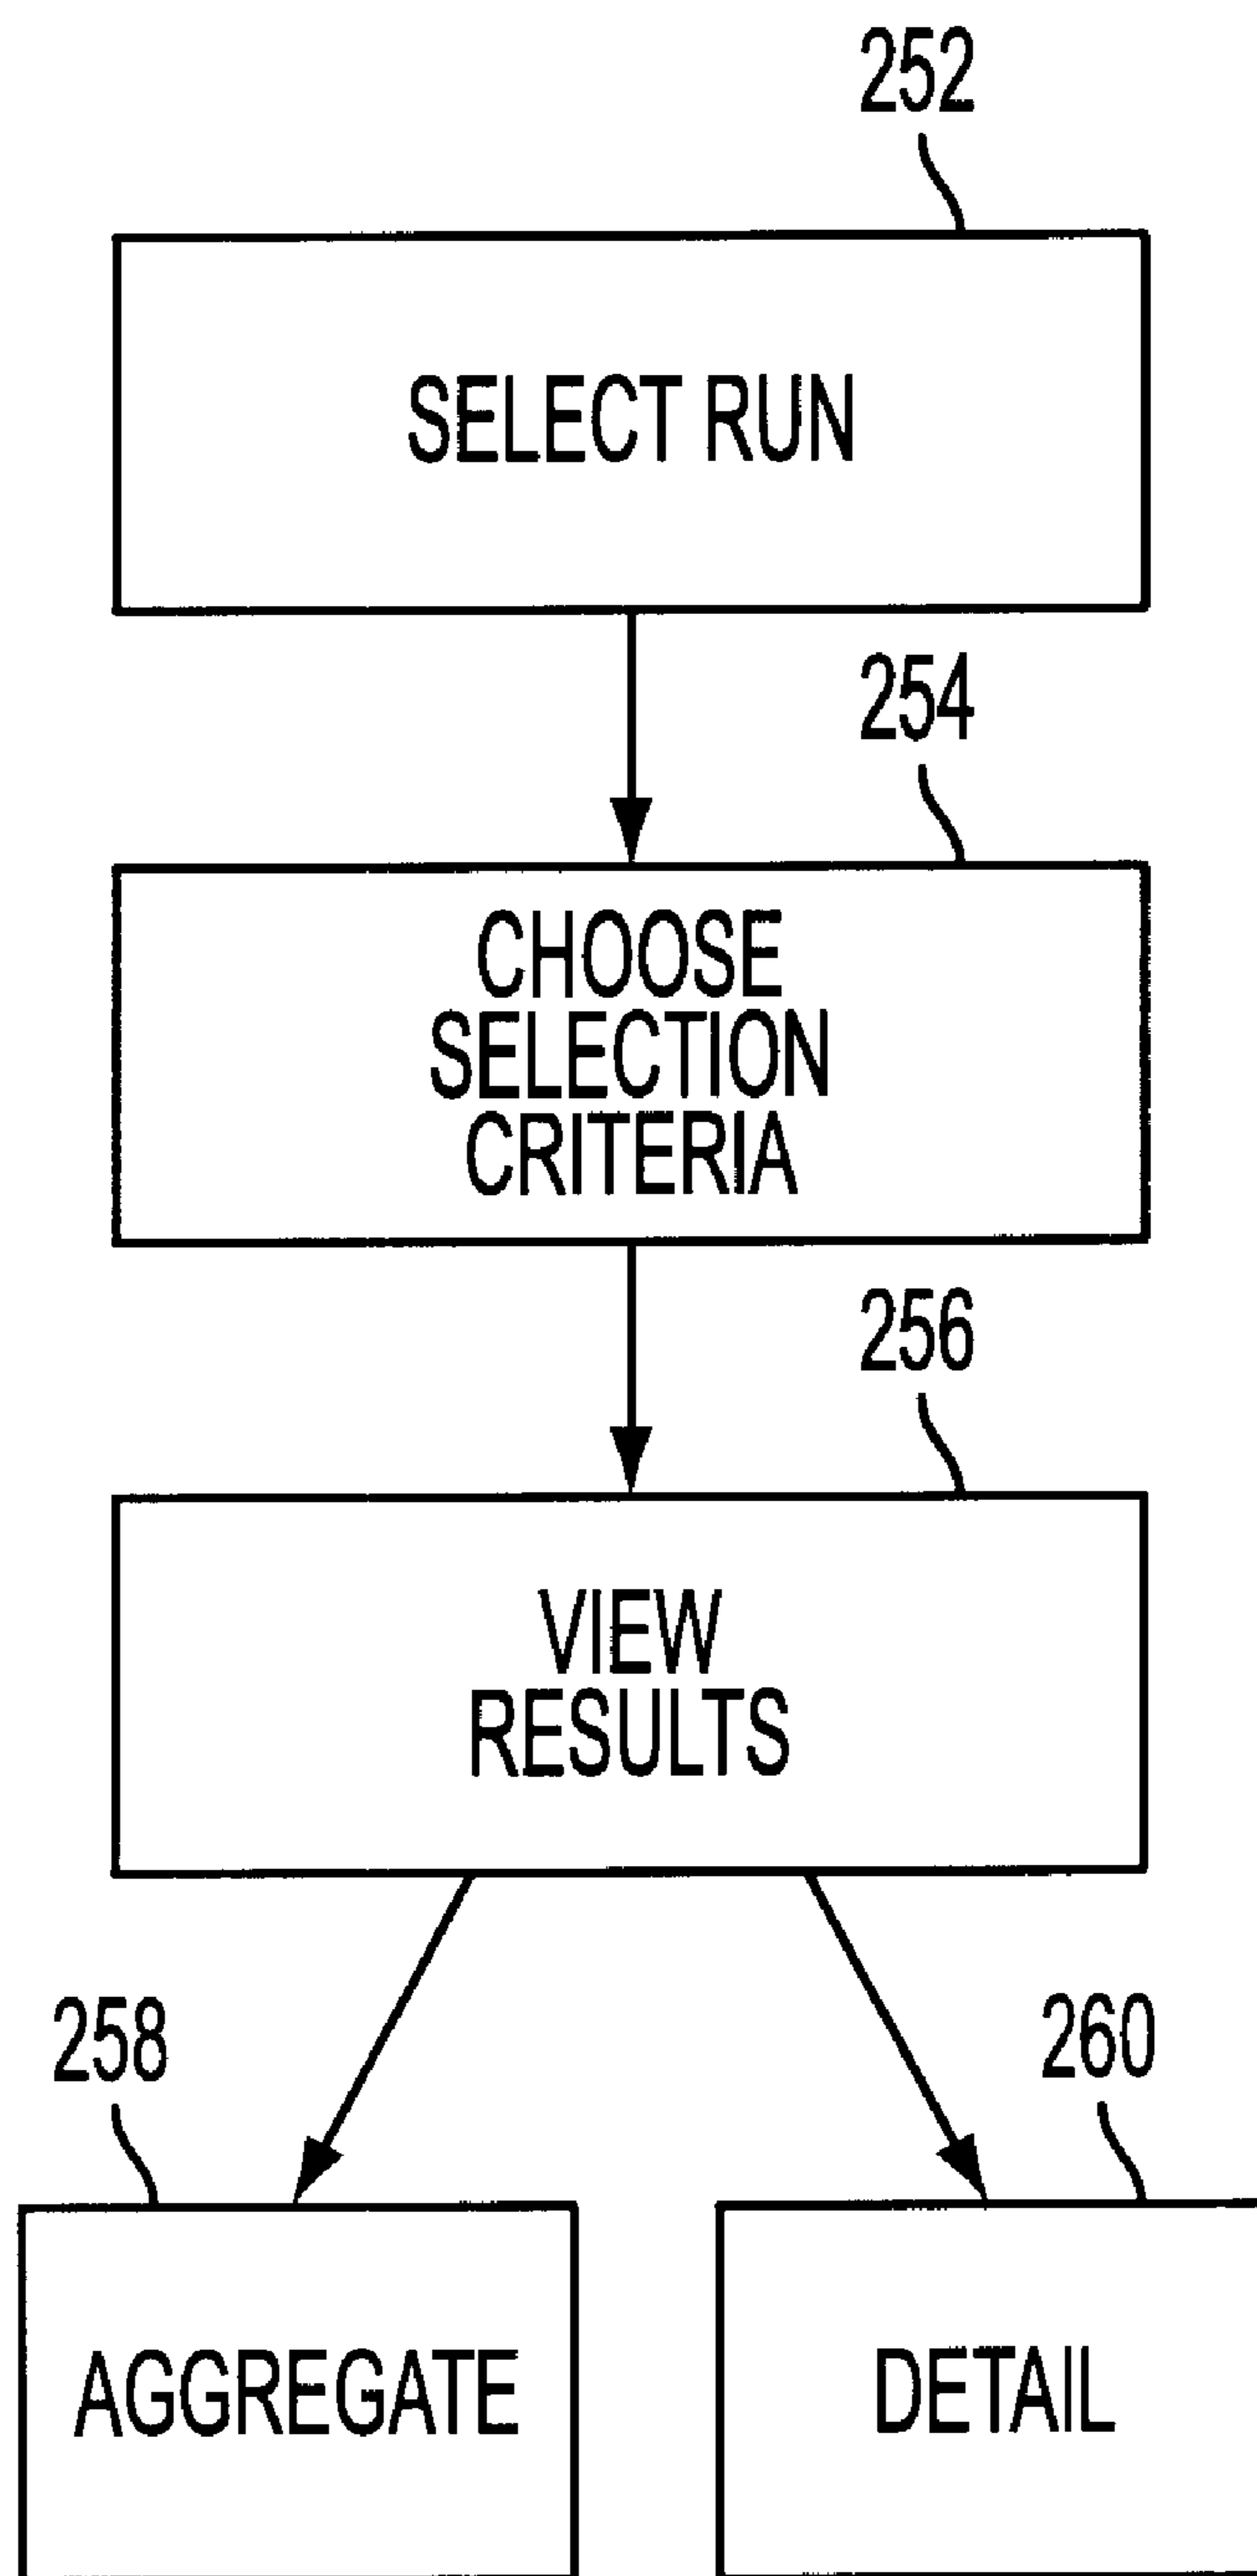 252
SELECT RUN
254
CHOOSE
SELECTION
CRITERIA
256
VIEW
RESULTS
258
260
AGGREGATE
DETAIL